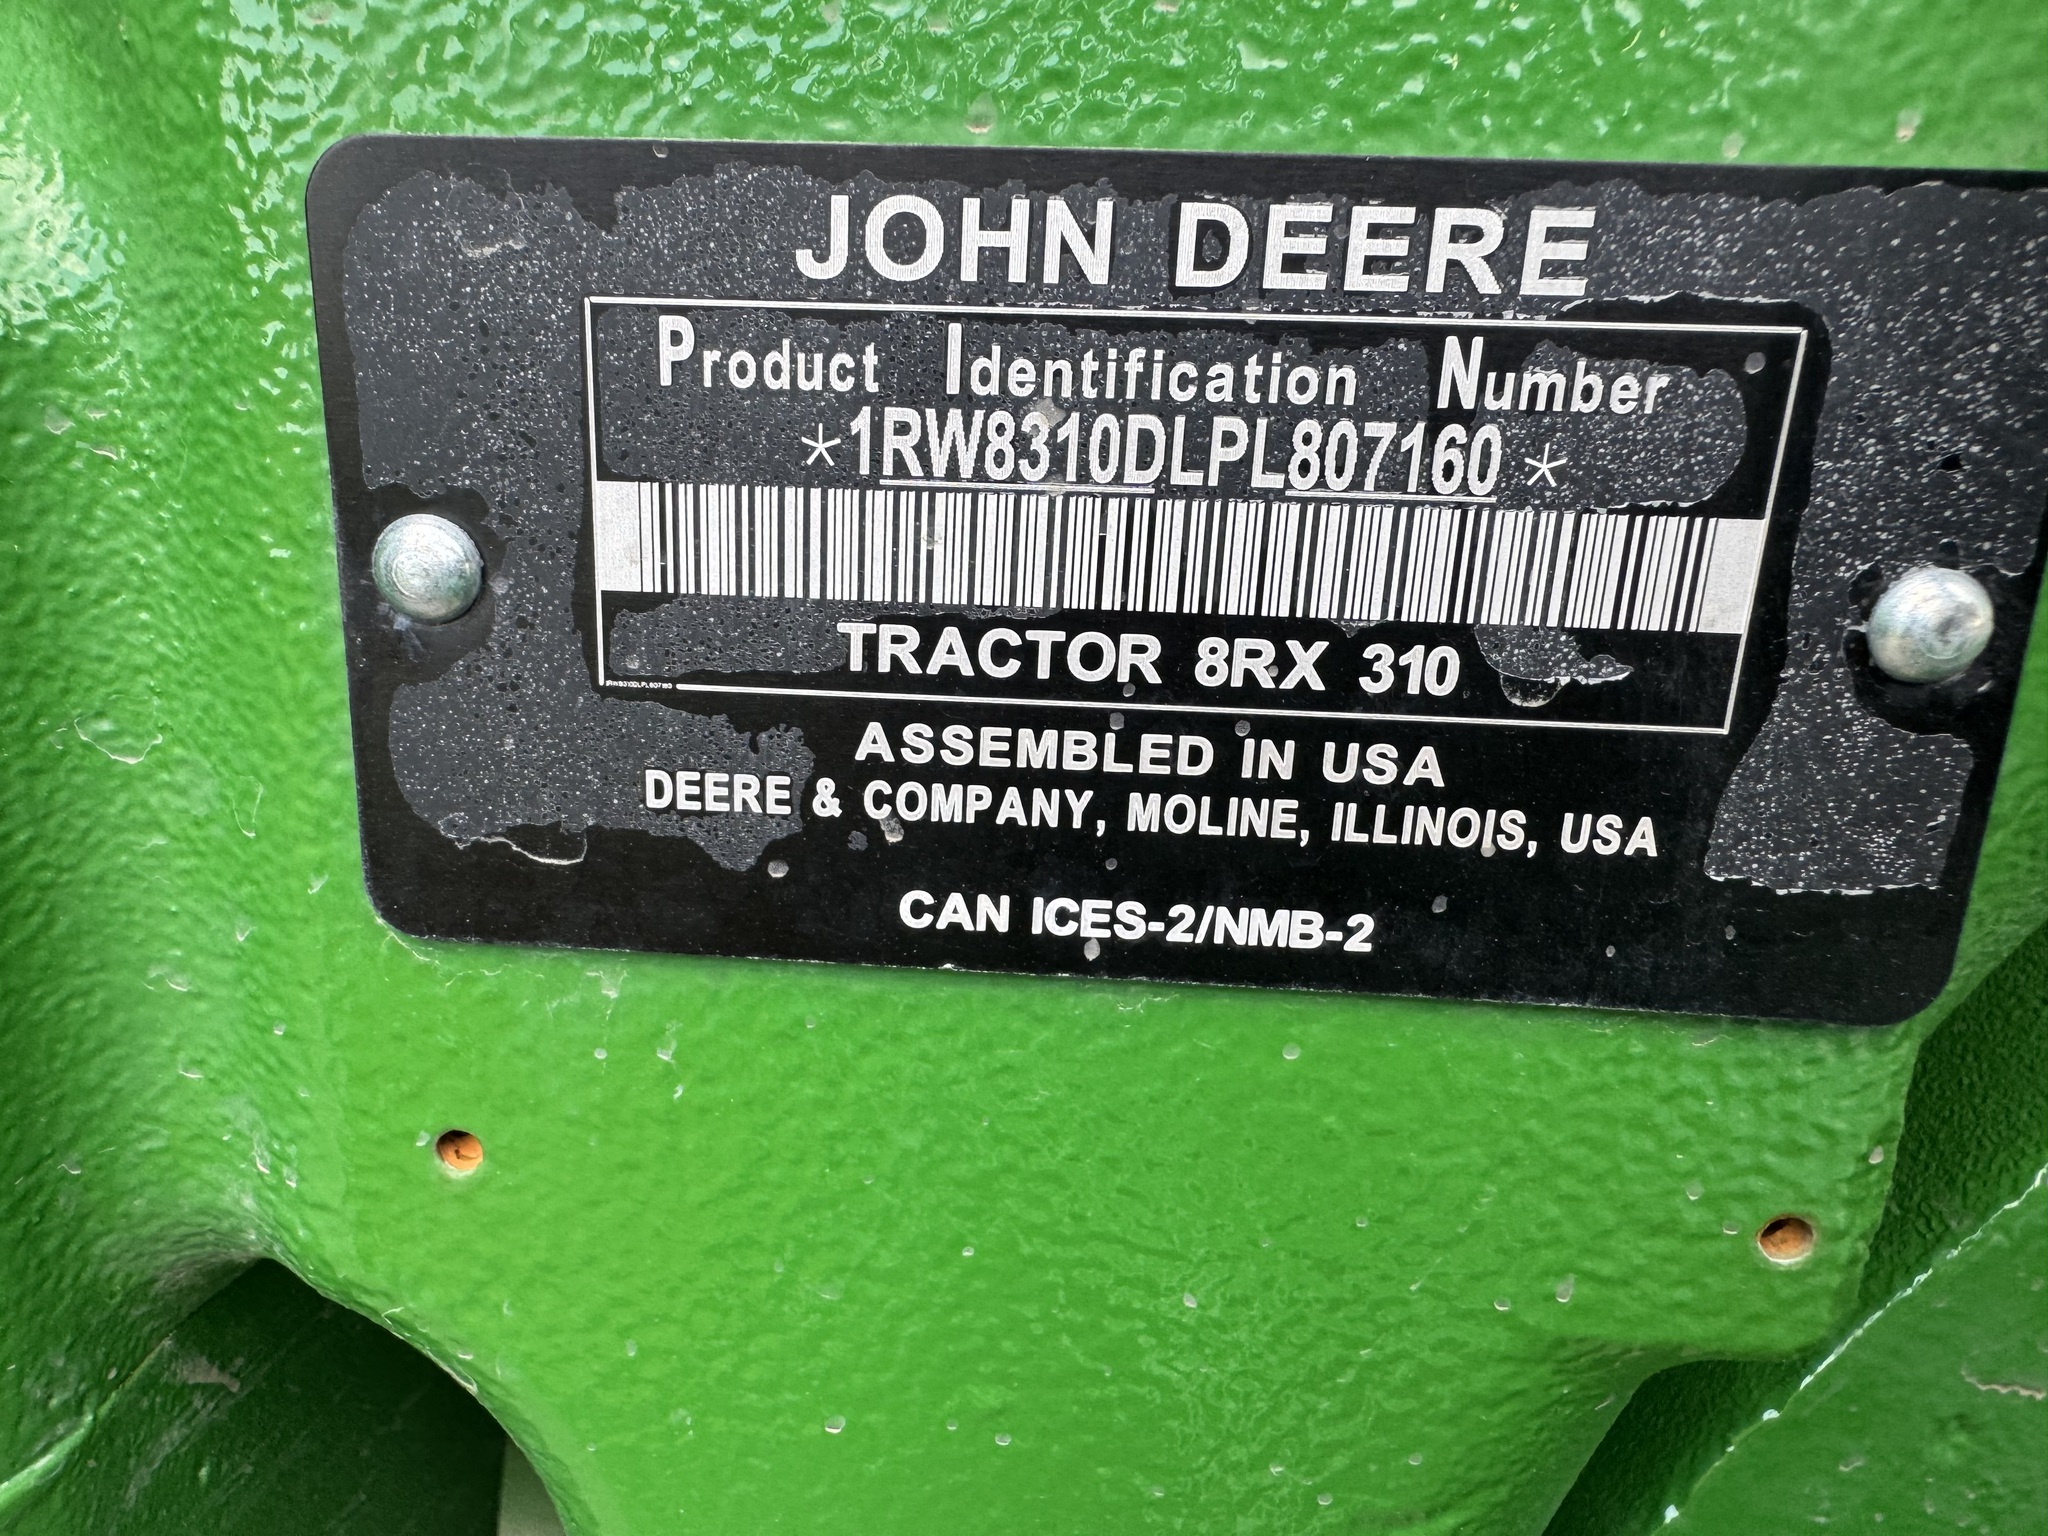 JOHN DEERE
Product Identification Number
*1RW8310DLPL807160*
TRACTOR 8RX 310
1RW8310DLPL807160
ASSEMBLED IN USA
DEERE & COMPANY, MOLINE, ILLINOIS, USA
CAN ICES-2/NMB-2